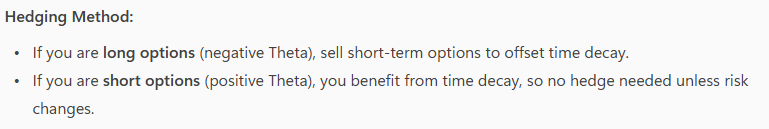 Hedging Method:
• If you are long options (negative Theta), sell short-term options to offset time decay.
• If you are short options (positive Theta), you benefit from time decay, so no hedge needed unless risk
changes.